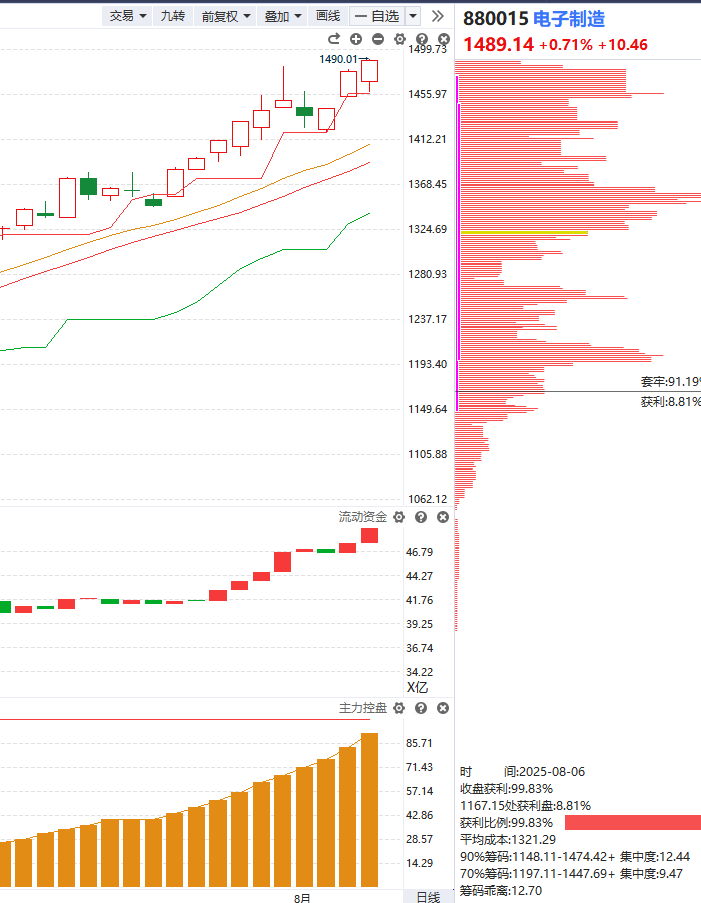 交易 九转 前复权 叠加 画线 一 自选
880015 电子制造
1489.14 +0.71% +10.46
1499.73
1490.01
1455.97
1412.21
1368.45
1324.69
1280.93
1237.17
1193.40
1149.64
1105.88
1062.12
套牢:91.19%
获利:8.81%
流动资金
46.79
44.27
41.76
39.25
36.74
34.22
X亿
主力控盘
85.71
71.43
57.14
42.86
28.57
14.29
8月
日线
时 间:2025-08-06
收盘获利:99.83%
1167.15处获利盘:8.81%
获利比例:99.83%
平均成本:1321.29
90%筹码:1148.11-1474.42+ 集中度:12.44
70%筹码:1197.11-1447.69+ 集中度:9.47
筹码乖离:12.70